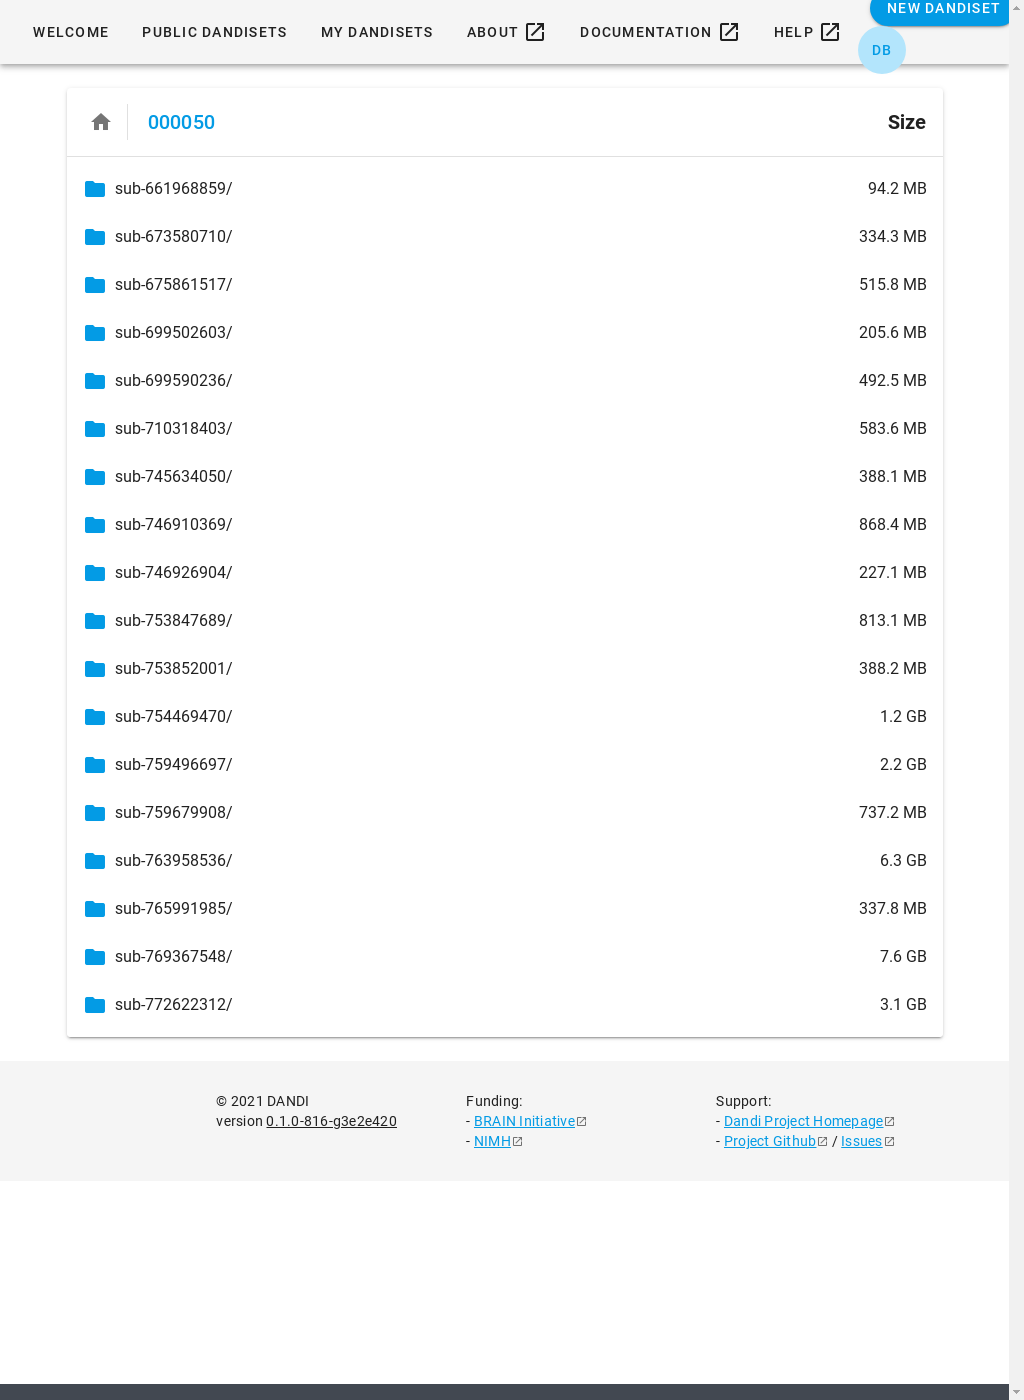 NEW DANDISET
WELCOME PUBLIC DANDISETS MY DANDISETS ABOUT DOCUMENTATION HELP
DB
000050 Size
sub-661968859/ 94.2 MB
sub-673580710/ 334.3 MB
sub-675861517/ 515.8 MB
sub-699502603/ 205.6 MB
sub-699590236/ 492.5 MB
sub-710318403/ 583.6 MB
sub-745634050/ 388.1 MB
sub-746910369/ 868.4 MB
sub-746926904/ 227.1 MB
sub-753847689/ 813.1 MB
sub-753852001/ 388.2 MB
sub-754469470/ 1.2 GB
sub-759496697/ 2.2 GB
sub-759679908/ 737.2 MB
sub-763958536/ 6.3 GB
sub-765991985/ 337.8 MB
sub-769367548/ 7.6 GB
sub-772622312/ 3.1 GB
© 2021 DANDI
version 0.1.0-816-g3e2e420
Funding:
- BRAIN Initiative
- NIMH
Support:
- Dandi Project Homepage
- Project Github / Issues